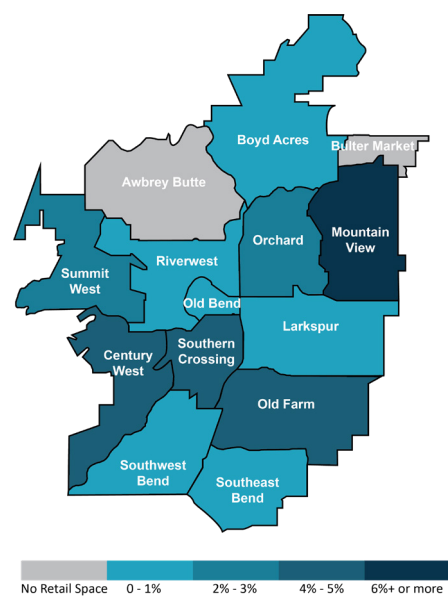 Boyd Acres
Bulter Market
Awbrey Butte
Mountain
View
Orchard
Riverwest
Summit
West
Old Bend
Larkspur
Southern
Crossing
Century
West
Old Farm
Southwest
Bend
Southeast
Bend
No Retail Space
0 - 1%
2% - 3%
4% - 5%
6%+ or more